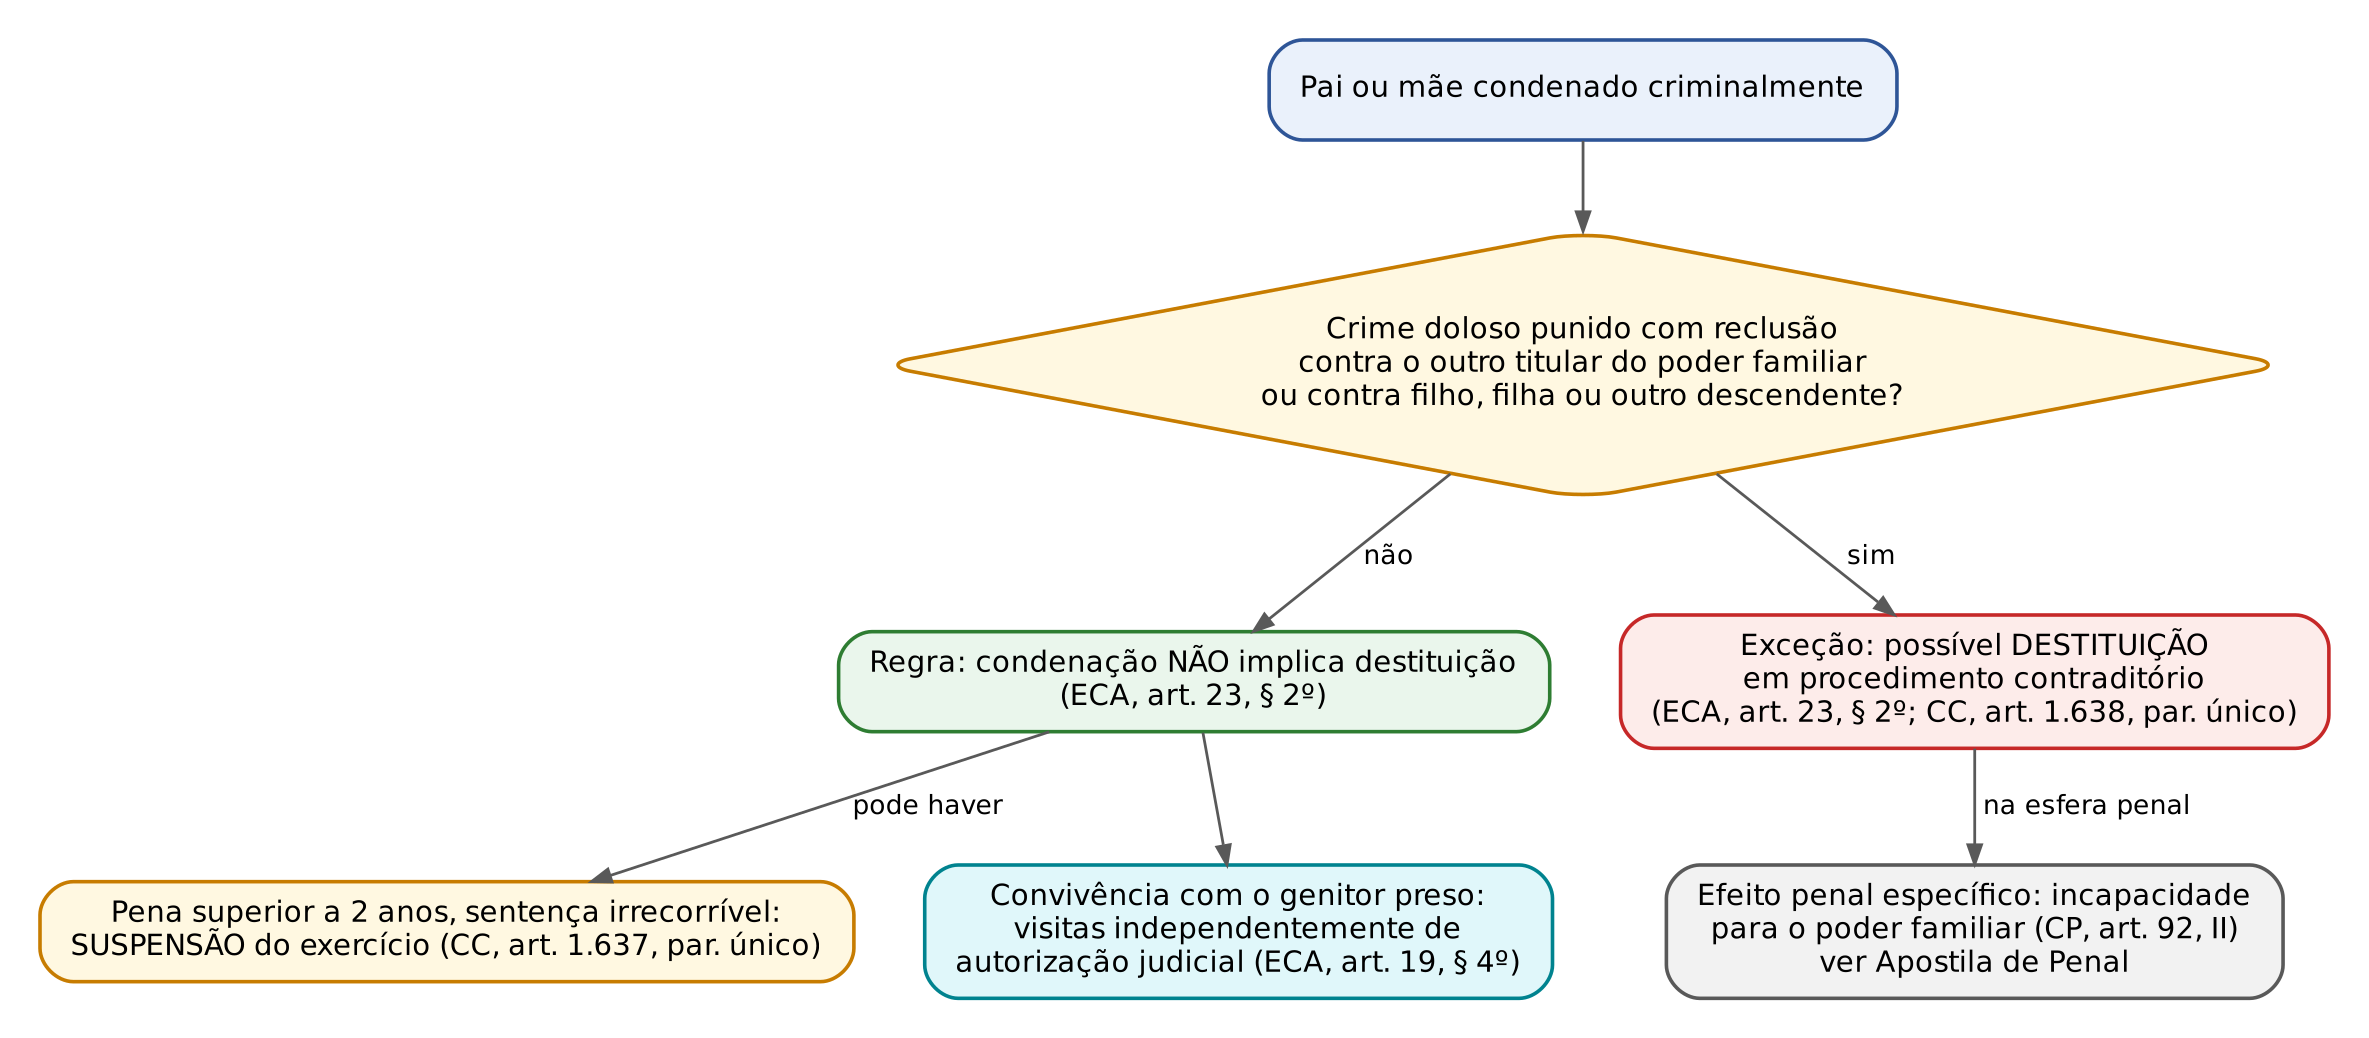 Pai ou mãe condenado criminalmente
Crime doloso punido com reclusão
contra o outro titular do poder familiar
ou contra filho, filha ou outro descendente?
não
sim
Regra: condenação NÃO implica destituição
(ECA, art. 23, § 2º)
Exceção: possível DESTITUIÇÃO
em procedimento contraditório
(ECA, art. 23, § 2º; CC, art. 1.638, par. único)
pode haver
na esfera penal
Pena superior a 2 anos, sentença irrecorrível:
SUSPENSÃO do exercício (CC, art. 1.637, par. único)
Convivência com o genitor preso:
visitas independentemente de
autorização judicial (ECA, art. 19, § 4º)
Efeito penal específico: incapacidade
para o poder familiar (CP, art. 92, II)
ver Apostila de Penal